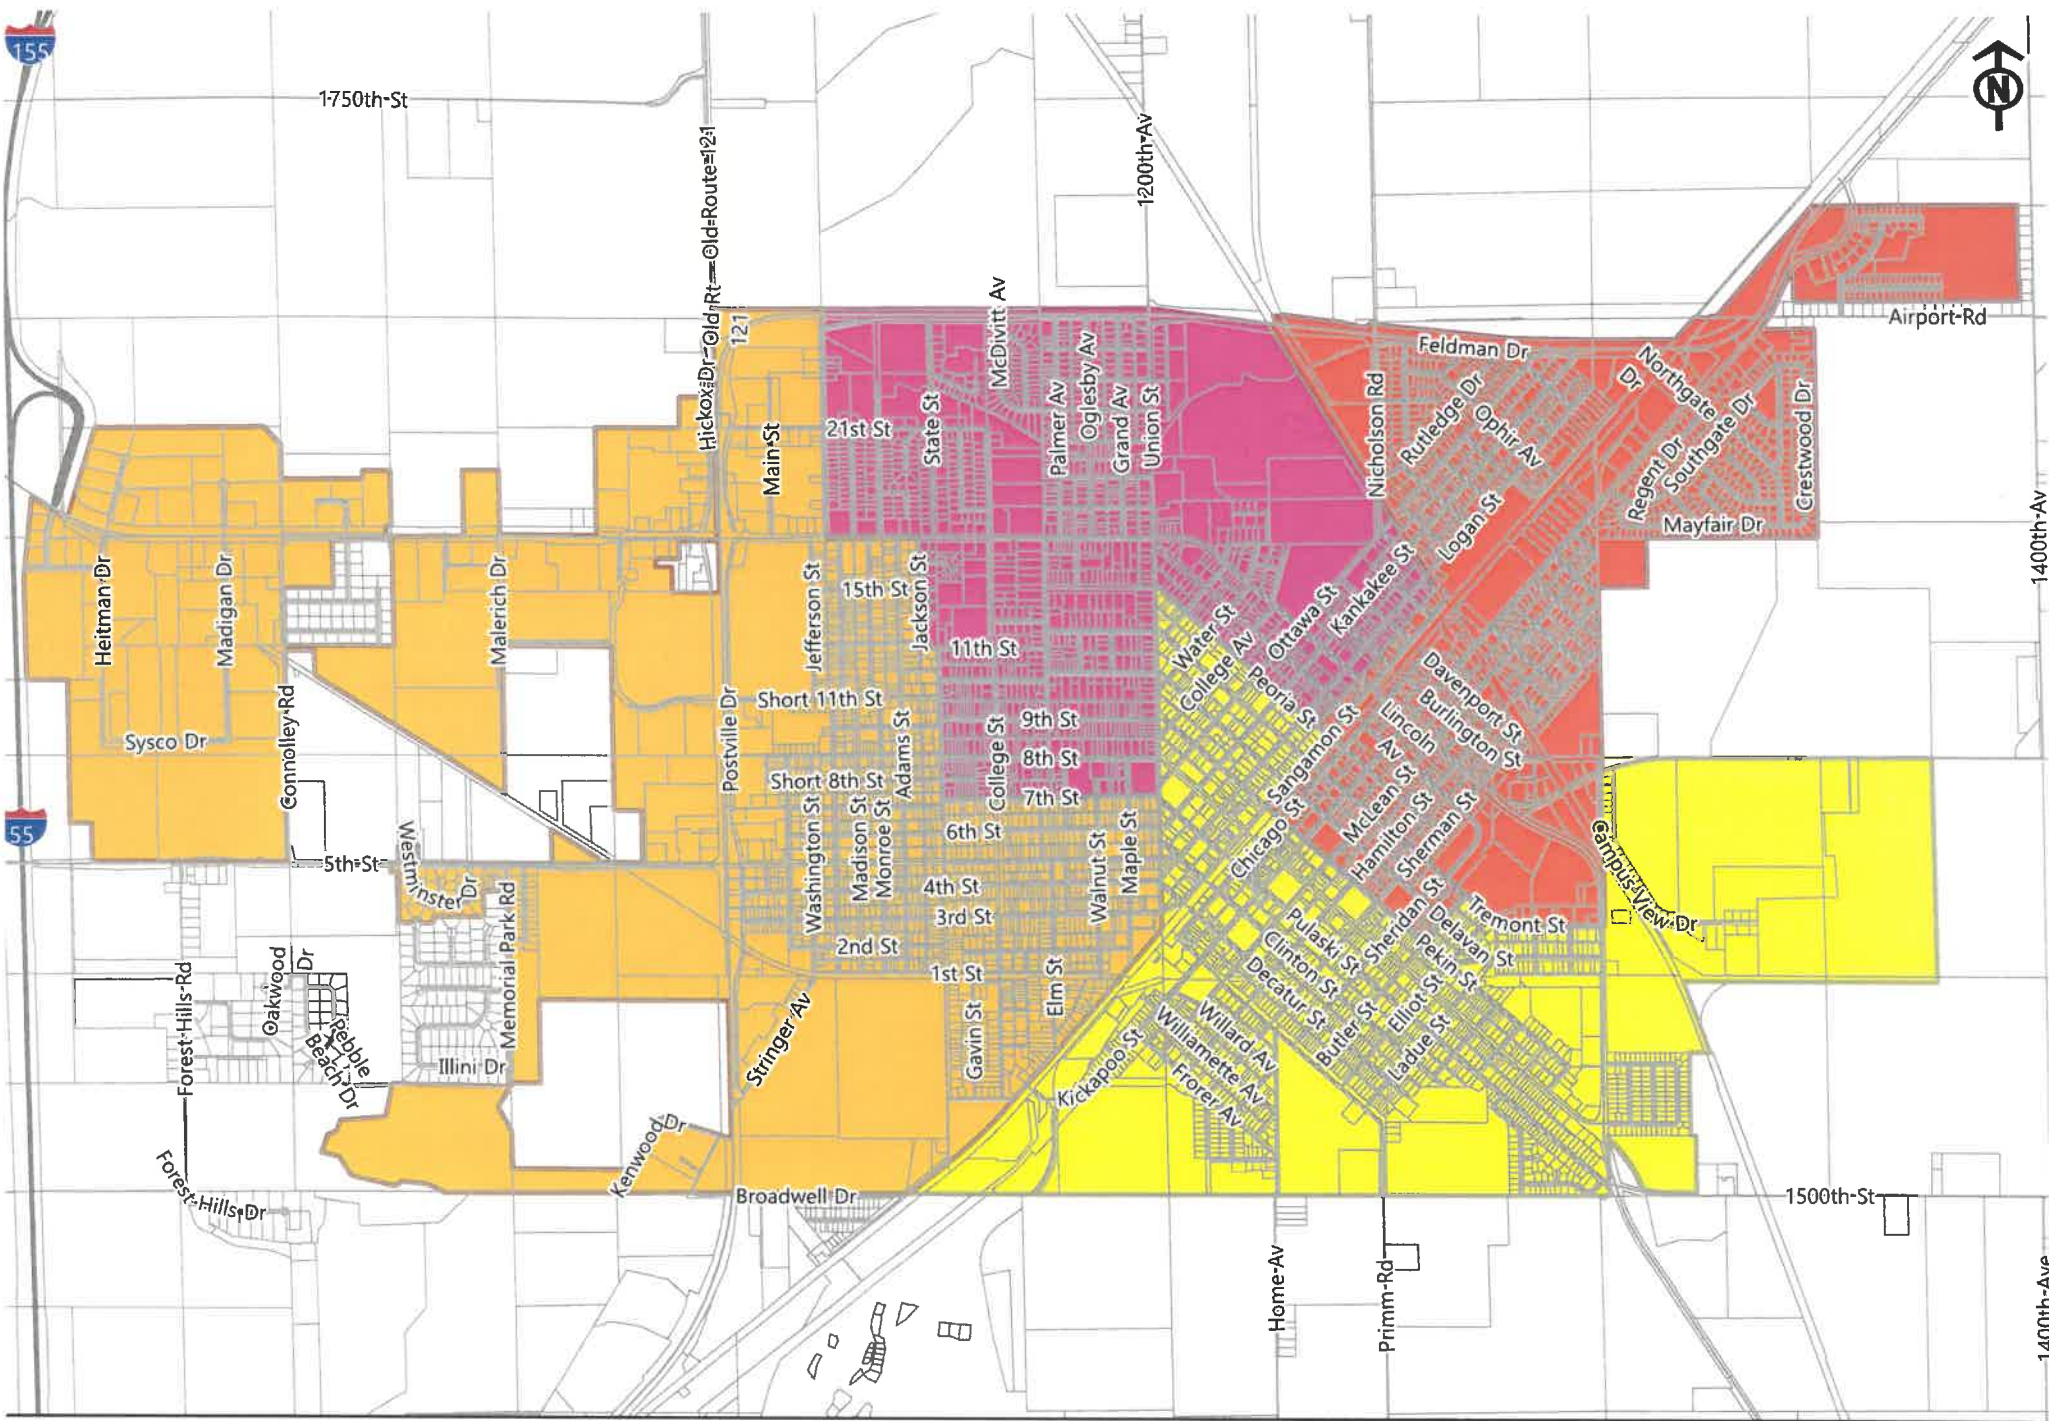 155
N
1750th-St
Hickox-Dr-Old-Rt—Old-Route-121
121
1200th-Av
Airport-Rd
McDivitt Av
Oglesby Av
Palmer Av
Grand Av
Union St
State St
21st St
Main-St
Feldman Dr
Nicholson Rd
Rutledge Dr
Ophir Av
Northgate
Dr
Regent Dr
Southgate Dr
Crestwood Dr
Mayfair Dr
Logan St
1400th-Av
Heitman Dr
Madigan Dr
Malerich Dr
Jefferson St
15th St
Jackson St
11th St
Kankakee St
Ottawa St
Water St
College Av
Peoria St
Connolley-Rd
Sysco Dr
Postville Dr
Short 11th St
Adams St
Short 8th St
College St
9th St
8th St
7th St
Sangamon St
Chicago St
Davenport St
Burlington St
Lincoln
Av
McLean St
Hamilton St
Sherman St
55
5th-St
Westminster Dr
Washington St
Madison St
Monroe St
6th St
4th St
3rd St
2nd St
1st St
Walnut St
Maple St
Elm St
Gavin St
Campus-View-Dr
Sheridan St
Tremont St
Delavan St
Pekin St
Pulaski St
Clinton St
Decatur St
Butler St
Elliot St
Ladue St
Forest-Hills-Rd
Oakwood
Dr
Pebble
Beach-Dr
Illini-Dr
Memorial-Park-Rd
Stringer-Av
Kickapoo St
Willard Av
Williamette Av
Frorer Av
Kenwood Dr
Forest-Hills-Dr
Broadwell Dr
1500th-St
Home-Av
Primm-Rd
1400th-Ave